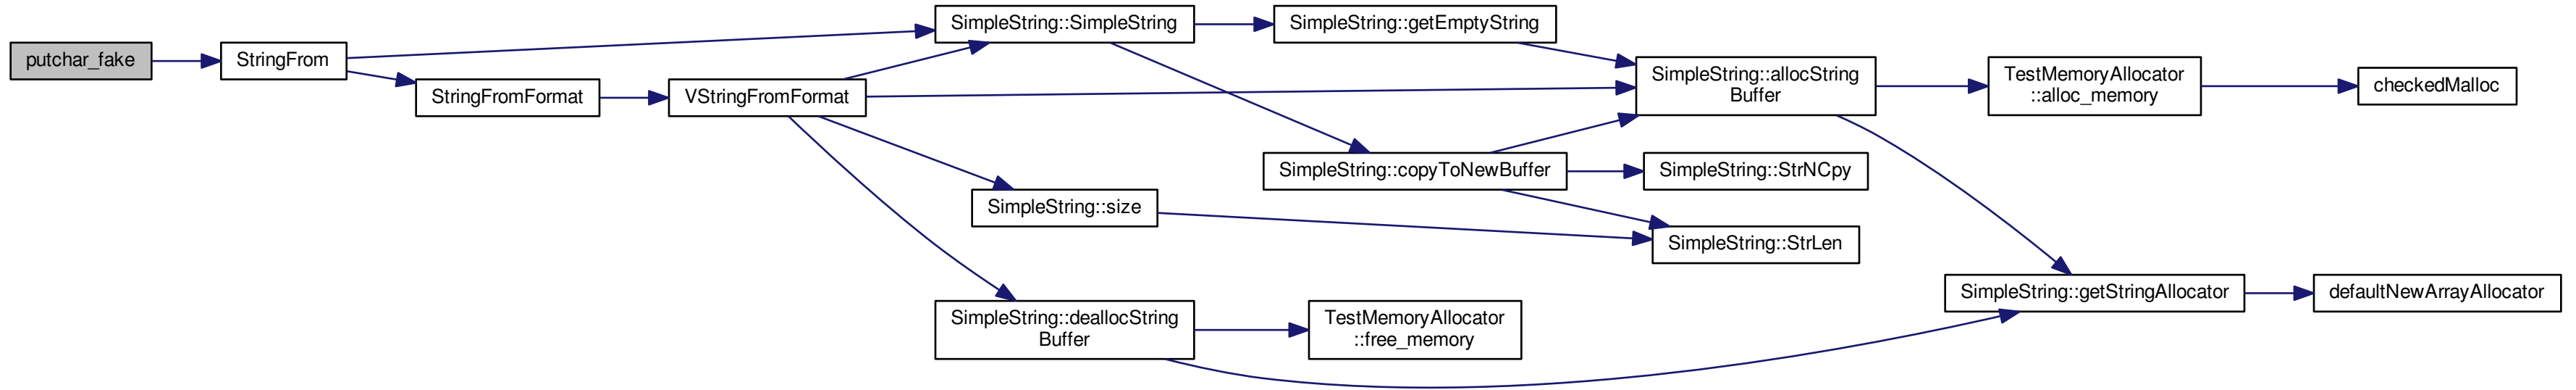 putchar_fake
StringFrom
StringFromFormat
VStringFromFormat
SimpleString::SimpleString
SimpleString::size
SimpleString::deallocString
Buffer
SimpleString::getEmptyString
SimpleString::copyToNewBuffer
TestMemoryAllocator
::free_memory
SimpleString::allocString
Buffer
SimpleString::StrNCpy
SimpleString::StrLen
TestMemoryAllocator
::alloc_memory
SimpleString::getStringAllocator
checkedMalloc
defaultNewArrayAllocator